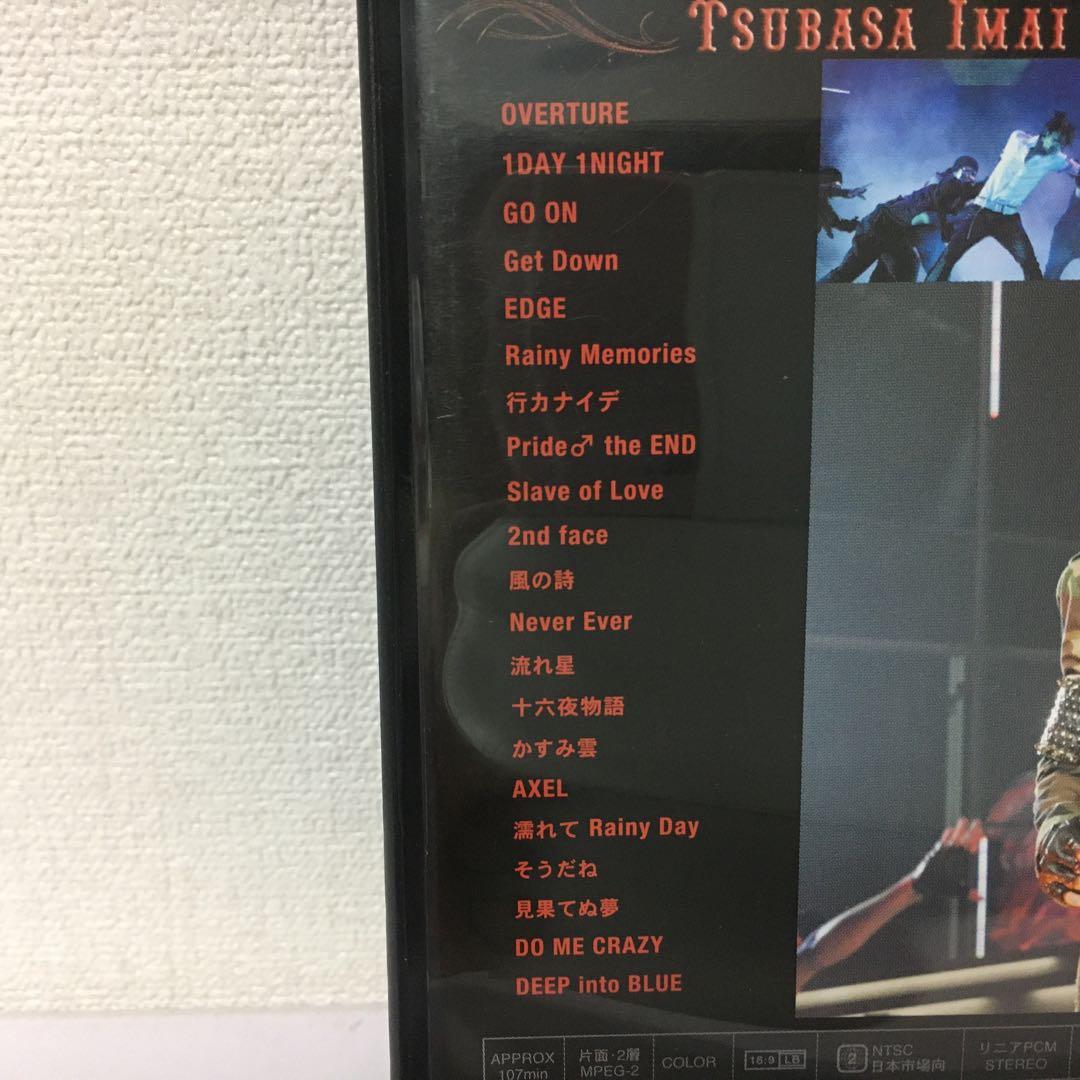 TSUBASA IMAI
OVERTURE
1DAY 1NIGHT
GO ON
Get Down
EDGE
Rainy Memories
行カナイデ
Pride♂ the END
Slave of Love
2nd face
風の詩
Never Ever
流れ星
十六夜物語
かすみ雲
AXEL
濡れて Rainy Day
そうだね
見果てぬ夢
DO ME CRAZY
DEEP into BLUE
APPROX
107min
片面・2層
MPEG-2
COLOR
16:9 LB
2
NTSC
日本市場向
リニアPCM
STEREO